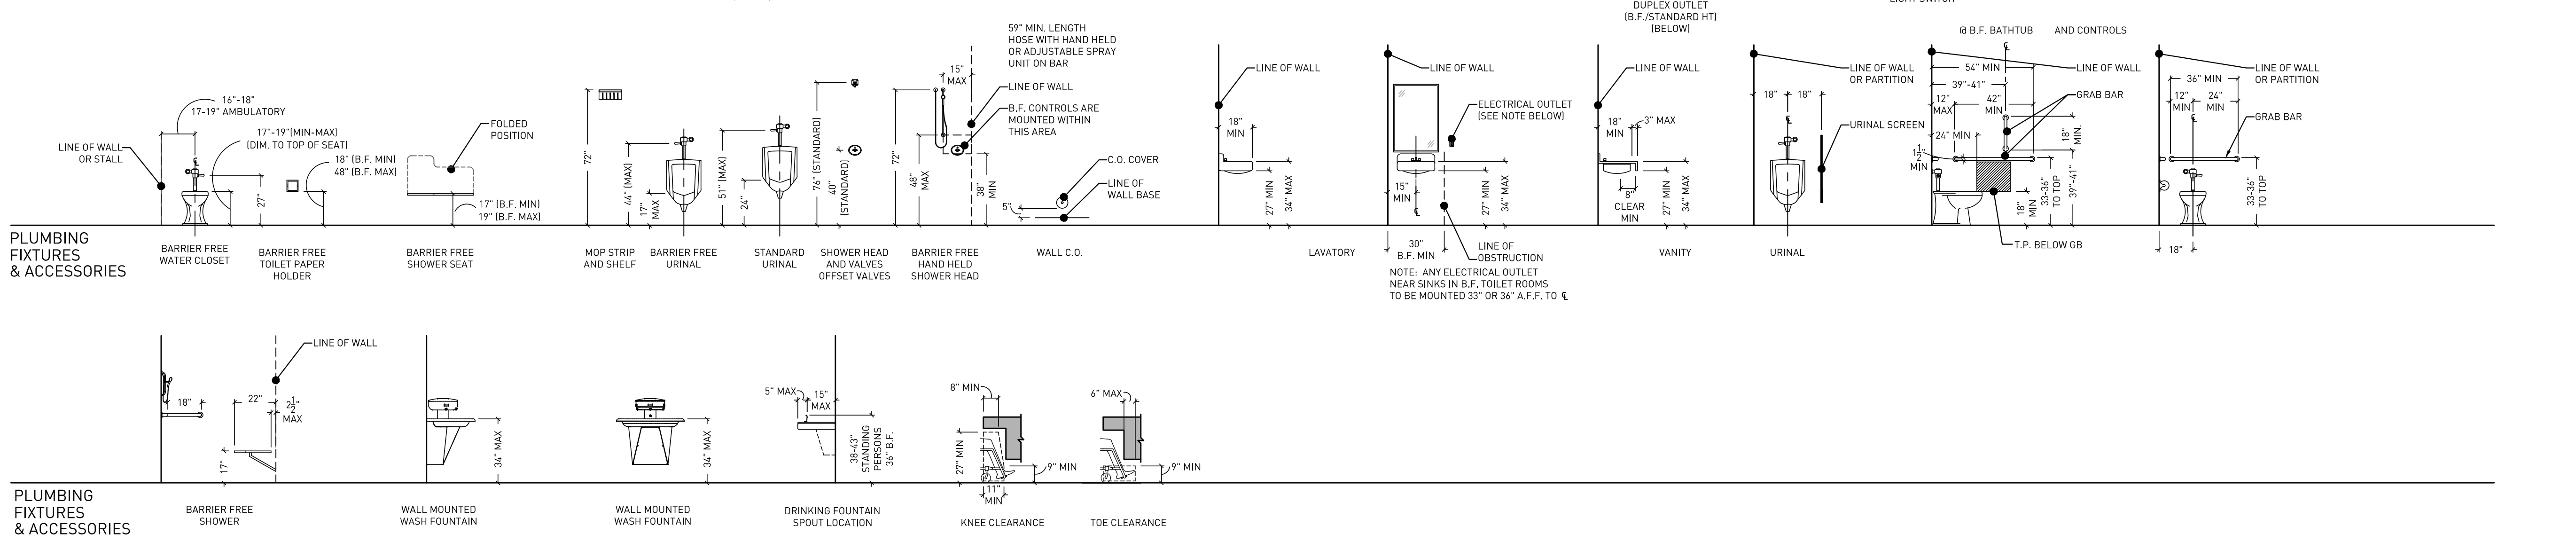 DUPLEX OUTLET
(B.F./STANDARD HT)
(BELOW)
@ B.F. BATHTUB
AND CONTROLS
PLUMBING
FIXTURES
& ACCESSORIES
LINE OF WALL
OR STALL
16"-18"
17-19" AMBULATORY
17"-19"(MIN-MAX)
(DIM. TO TOP OF SEAT)
27"
BARRIER FREE
WATER CLOSET
18" (B.F. MIN)
48" (B.F. MAX)
BARRIER FREE
TOILET PAPER
HOLDER
FOLDED
POSITION
17" (B.F. MIN)
19" (B.F. MAX)
BARRIER FREE
SHOWER SEAT
72"
MOP STRIP
AND SHELF
44" (MAX)
17"
MAX
BARRIER FREE
URINAL
51" (MAX)
24"
STANDARD
URINAL
76" (STANDARD)
40"
(STANDARD)
SHOWER HEAD
AND VALVES
OFFSET VALVES
72"
48"
MAX
15"
MAX
38"
MIN
59" MIN. LENGTH
HOSE WITH HAND HELD
OR ADJUSTABLE SPRAY
UNIT ON BAR
LINE OF WALL
B.F. CONTROLS ARE
MOUNTED WITHIN
THIS AREA
BARRIER FREE
HAND HELD
SHOWER HEAD
C.O. COVER
LINE OF
WALL BASE
5"
WALL C.O.
LINE OF WALL
18"
MIN
27" MIN
34" MAX
LAVATORY
LINE OF WALL
ELECTRICAL OUTLET
(SEE NOTE BELOW)
15"
MIN
27" MIN
34" MAX
30"
B.F. MIN
LINE OF
OBSTRUCTION
NOTE: ANY ELECTRICAL OUTLET
NEAR SINKS IN B.F. TOILET ROOMS
TO BE MOUNTED 33" OR 36" A.F.F. TO ℄
LINE OF WALL
18"
MIN
3" MAX
8"
CLEAR
MIN
27" MIN
34" MAX
VANITY
LINE OF WALL
OR PARTITION
18"
18"
URINAL SCREEN
URINAL
54" MIN
39"-41"
12"
MAX
42"
MIN
24" MIN
1 1/2"
MIN
LINE OF WALL
GRAB BAR
18"
MIN.
18"
MIN
33-36"
TO TOP
39"-41"
T.P. BELOW GB
LINE OF WALL
OR PARTITION
36" MIN
12"
MIN
24"
MIN
GRAB BAR
33-36"
TO TOP
18"
PLUMBING
FIXTURES
& ACCESSORIES
LINE OF WALL
18"
22"
2 1/2"
MAX
17"
BARRIER FREE
SHOWER
34" MAX
WALL MOUNTED
WASH FOUNTAIN
34" MAX
WALL MOUNTED
WASH FOUNTAIN
5" MAX
15"
MAX
38-43"
STANDING
PERSONS
36" B.F.
DRINKING FOUNTAIN
SPOUT LOCATION
8" MIN
27" MIN
9" MIN
11"
MIN
KNEE CLEARANCE
6" MAX
9" MIN
TOE CLEARANCE